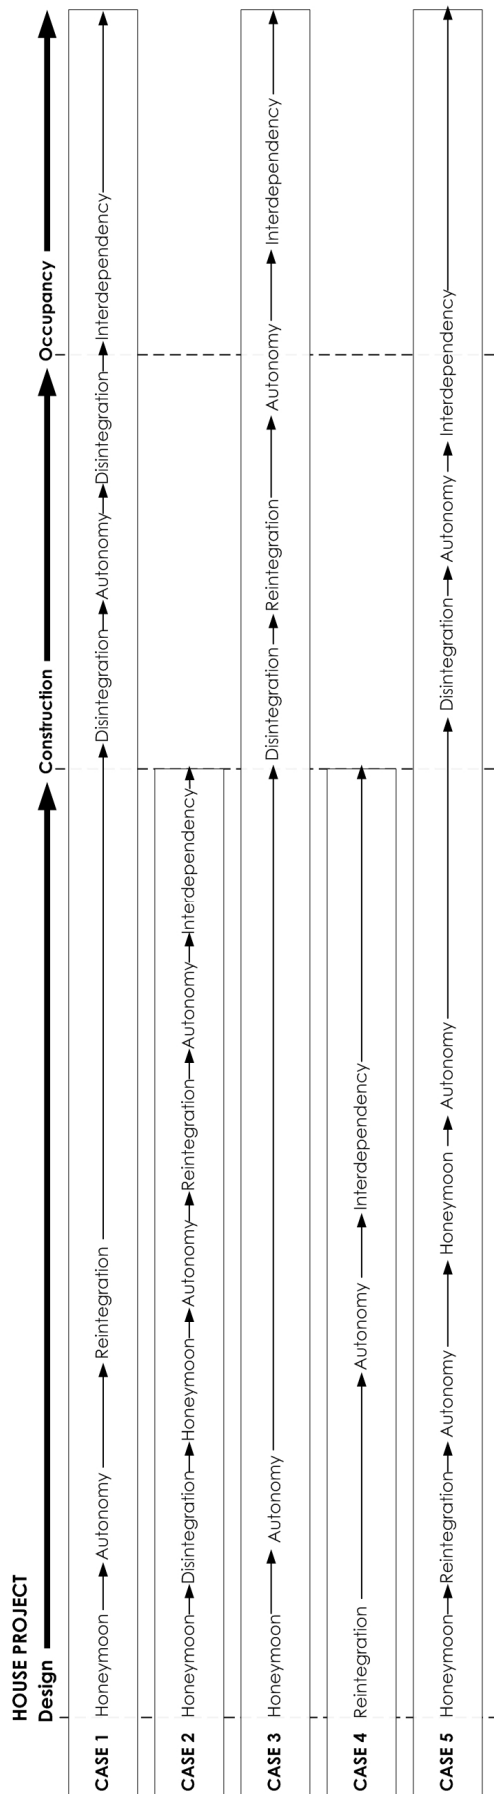 HOUSE PROJECT
Design Construction Occupancy
CASE 1 Honeymoon Autonomy Reintegration Disintegration Autonomy Disintegration Interdependency
CASE 2 Honeymoon Disintegration Honeymoon Autonomy Reintegration Autonomy Interdependency
CASE 3 Honeymoon Autonomy Disintegration Reintegration Autonomy Interdependency
CASE 4 Reintegration Autonomy Interdependency
CASE 5 Honeymoon Reintegration Autonomy Honeymoon Autonomy Disintegration Autonomy Interdependency